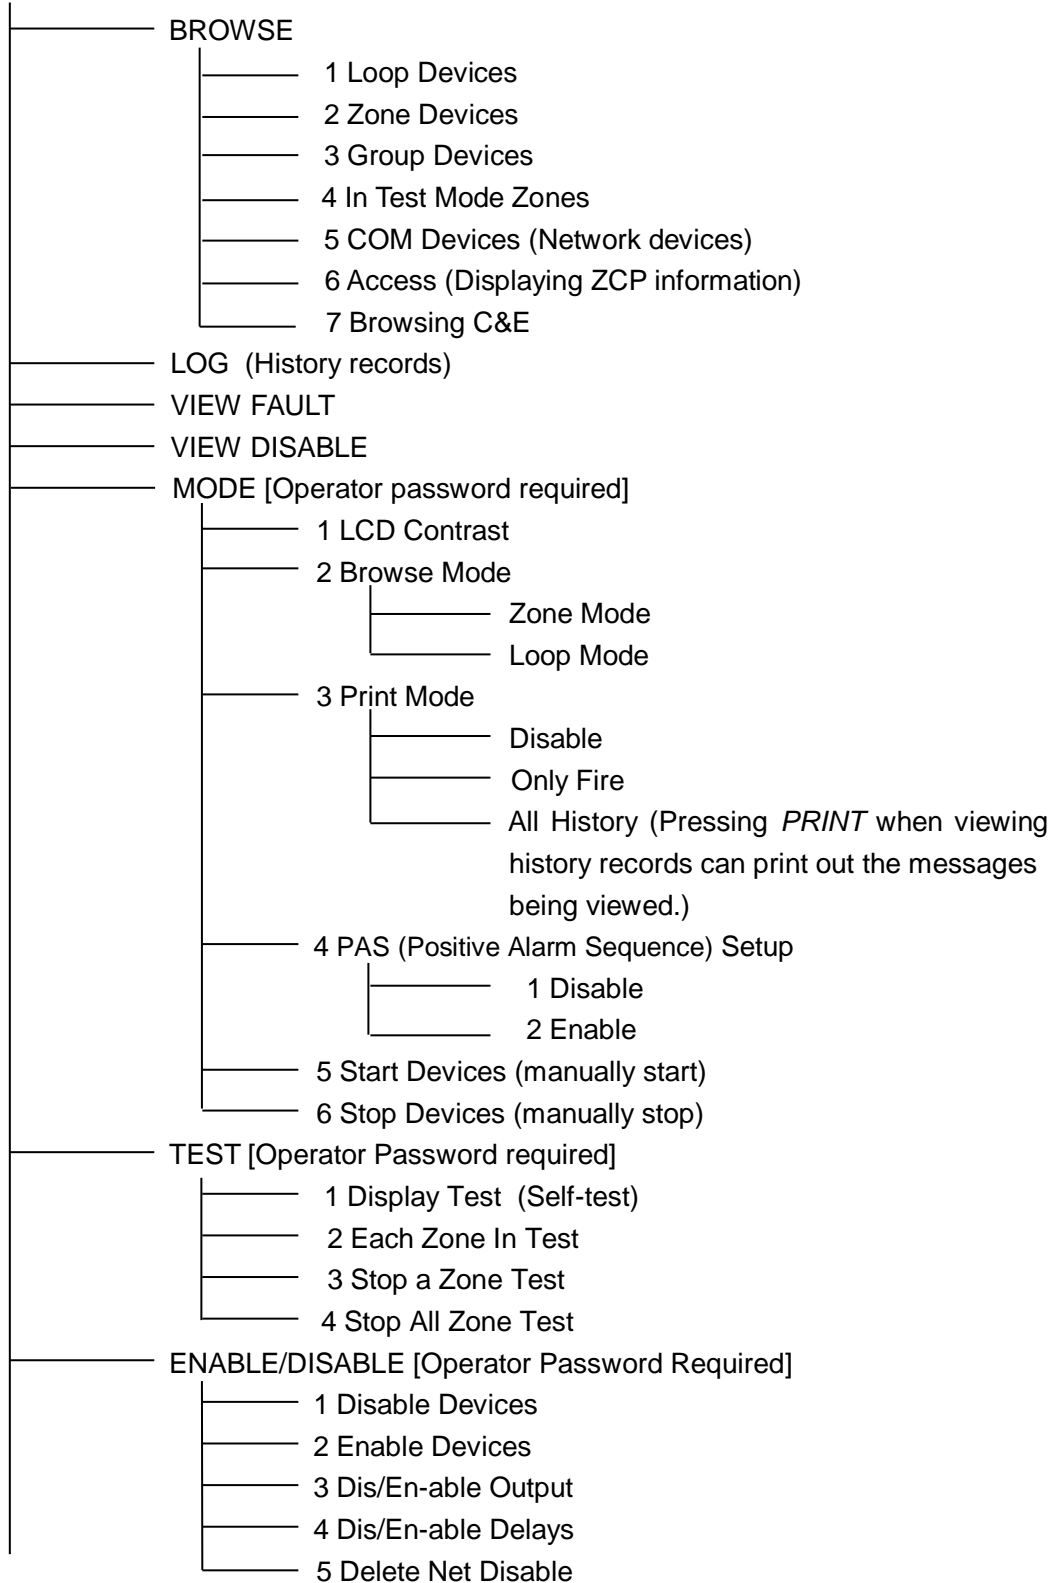 BROWSE
1 Loop Devices
2 Zone Devices
3 Group Devices
4 In Test Mode Zones
5 COM Devices (Network devices)
6 Access (Displaying ZCP information)
7 Browsing C&E
LOG (History records)
VIEW FAULT
VIEW DISABLE
MODE [Operator password required]
1 LCD Contrast
2 Browse Mode
Zone Mode
Loop Mode
3 Print Mode
Disable
Only Fire
All History (Pressing PRINT when viewing
history records can print out the messages
being viewed.)
4 PAS (Positive Alarm Sequence) Setup
1 Disable
2 Enable
5 Start Devices (manually start)
6 Stop Devices (manually stop)
TEST [Operator Password required]
1 Display Test (Self-test)
2 Each Zone In Test
3 Stop a Zone Test
4 Stop All Zone Test
ENABLE/DISABLE [Operator Password Required]
1 Disable Devices
2 Enable Devices
3 Dis/En-able Output
4 Dis/En-able Delays
5 Delete Net Disable